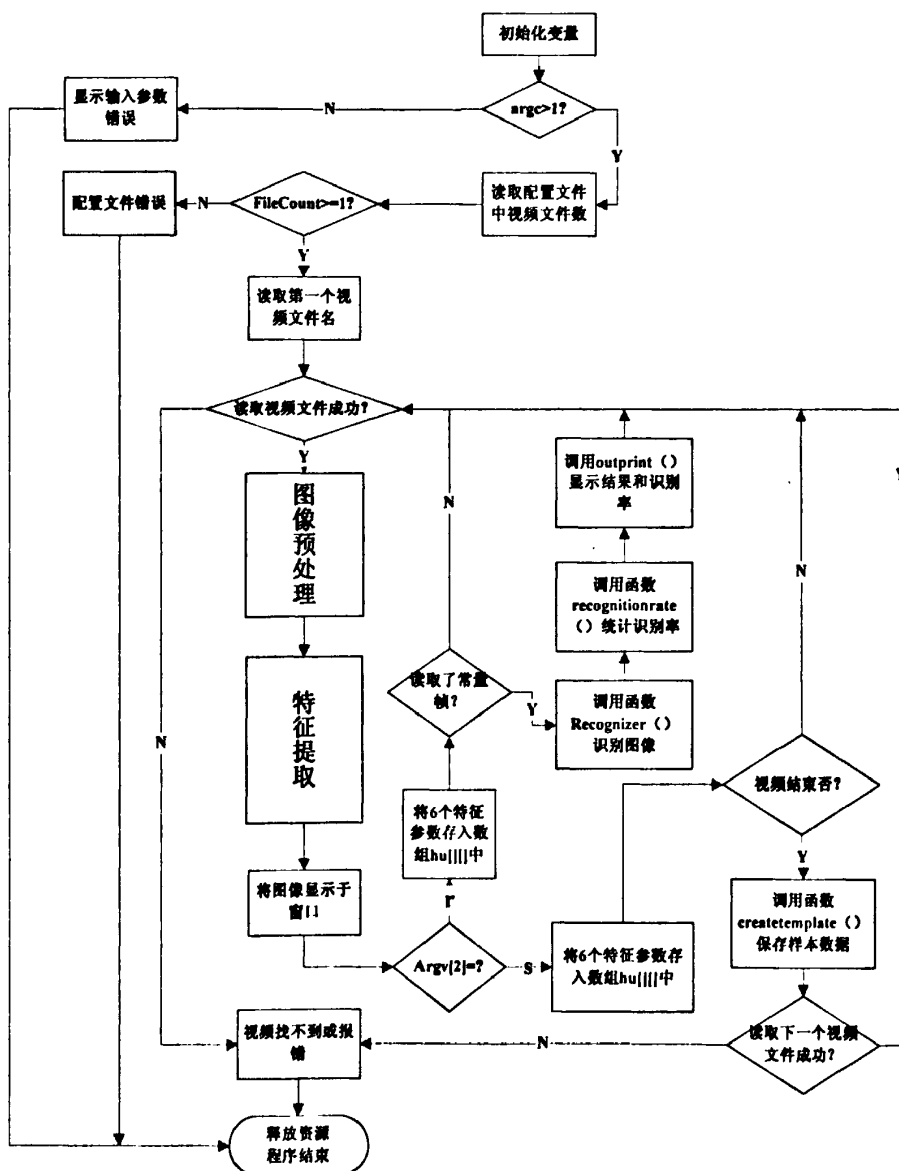 初始化变量
argc>1?
N
显示输入参数
错误
Y
读取配置文件
中视频文件数
FileCount>=1?
N
配置文件错误
Y
读取第一个视
频文件名
读取视频文件成功?
Y
N
图
像
预
处
理
特
征
提
取
将图像显示于
窗口
Argv[2]=?
r
将6个特征
参数存入数
组hu[][]中
读取了常量
帧?
N
Y
调用函数
Recognizer()
识别图像
调用函数
recognitionrate
()统计识别率
调用outprint()
显示结果和识别
率
S
将6个特征参数存
入数组hu[][]中
视频结束否?
N
Y
调用函数
createtemplate()
保存样本数据
读取下一个视频
文件成功?
Y
N
视频找不到或报
错
释放资源
程序结束